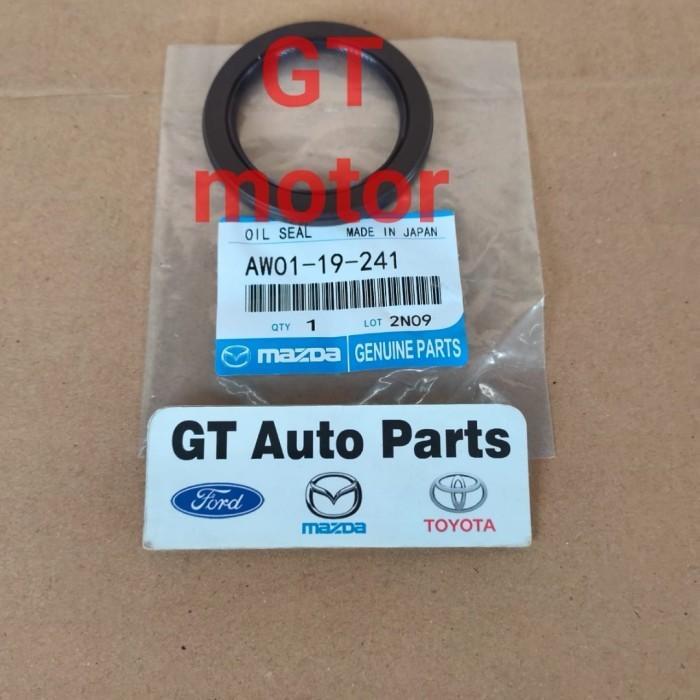 GT
motor
OIL SEAL MADE IN JAPAN
AW01-19-241
QTY 1 LOT 2N09
mazda GENUINE PARTS
GT Auto Parts
Ford mazda TOYOTA